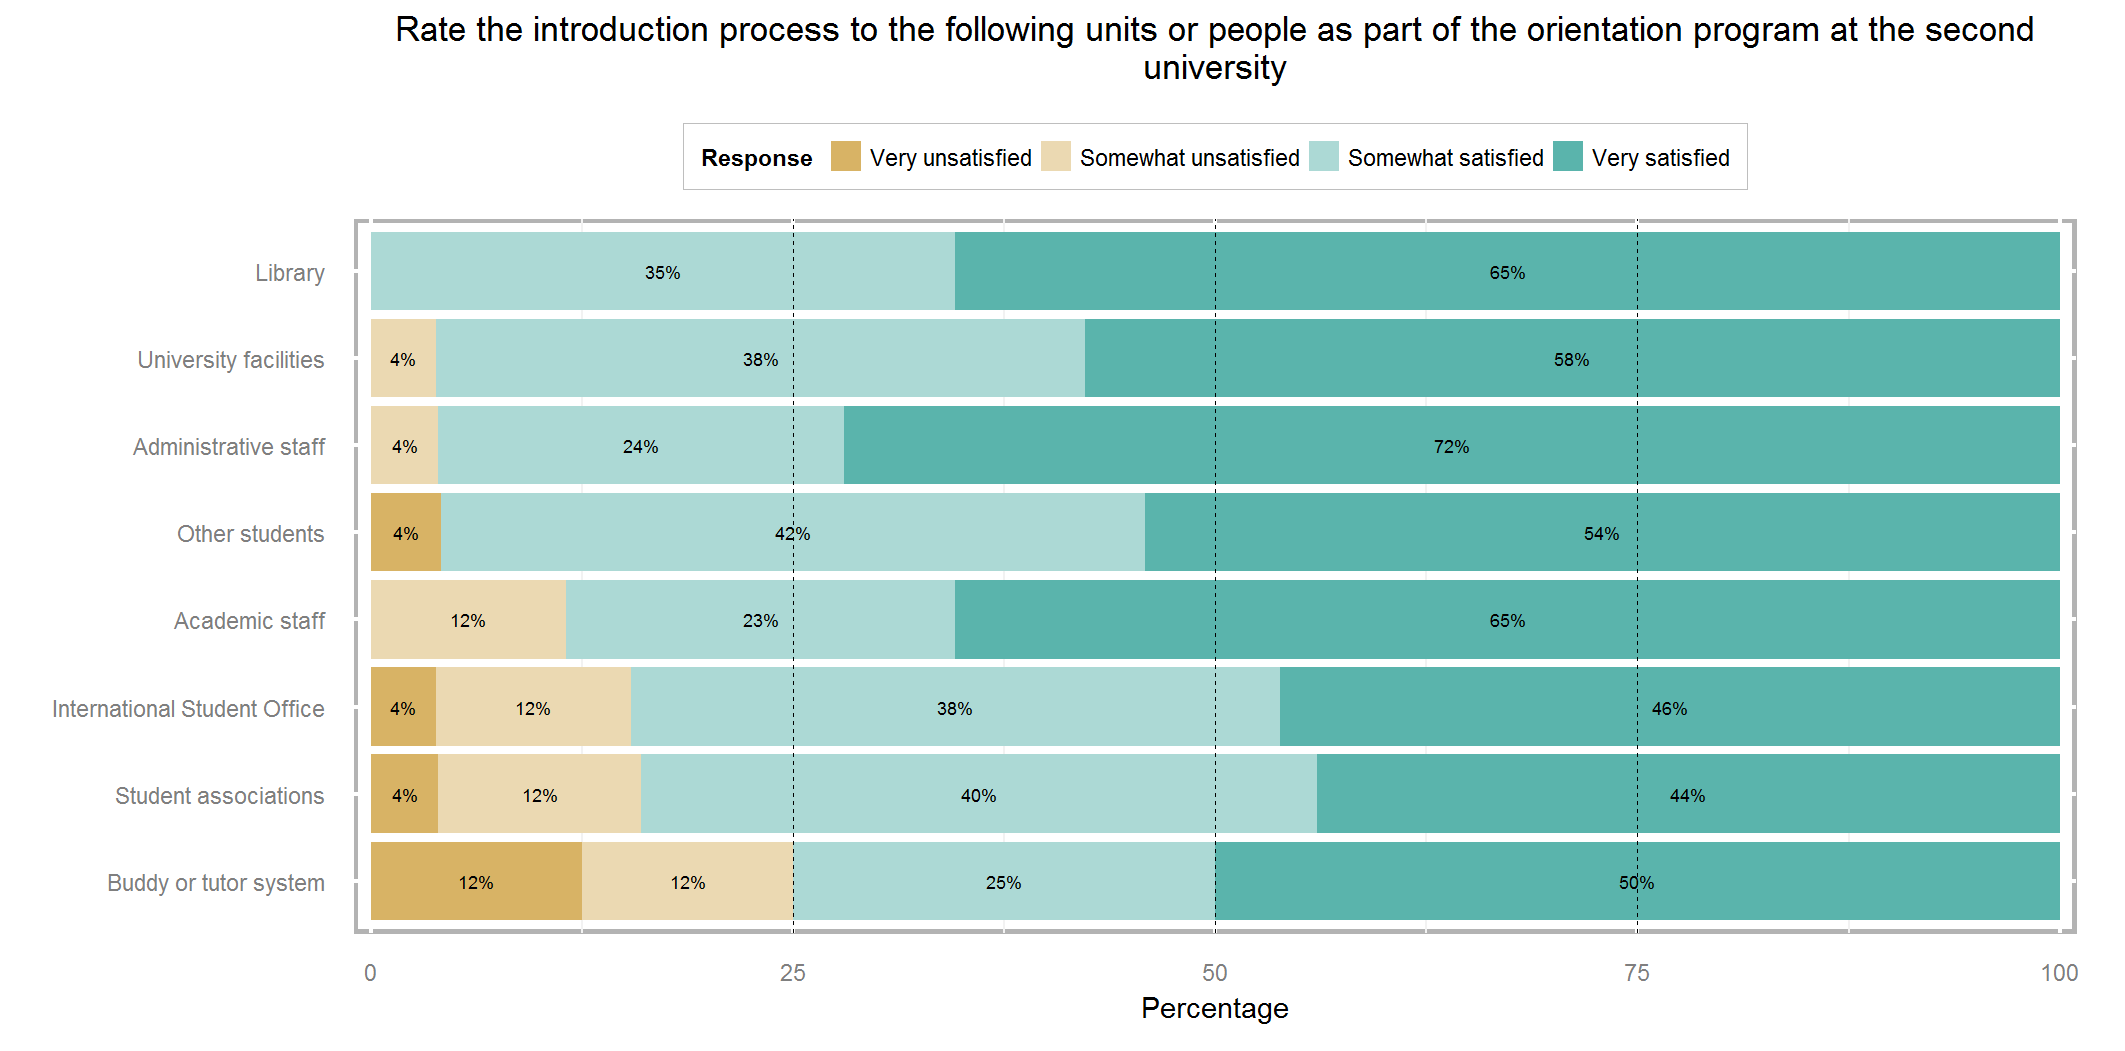 Rate the introduction process to the following units or people as part of the orientation program at the second
university
Response Very unsatisfied Somewhat unsatisfied Somewhat satisfied Very satisfied
Library 35% 65%
University facilities 4% 38% 58%
Administrative staff 4% 24% 72%
Other students 4% 42% 54%
Academic staff 12% 23% 65%
International Student Office 4% 12% 38% 46%
Student associations 4% 12% 40% 44%
Buddy or tutor system 12% 12% 25% 50%
0 25 50 75 100
Percentage